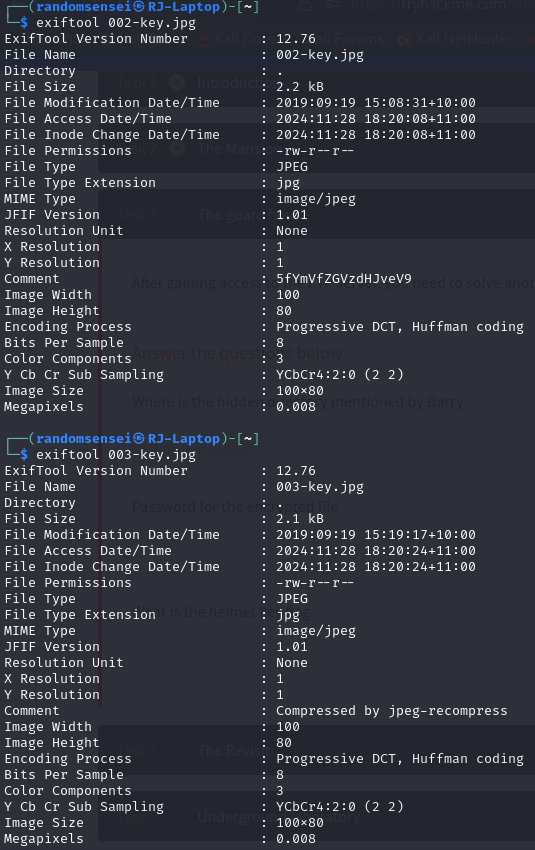 ┌──(randomsensei㉿RJ-Laptop)-[~]
└─$ exiftool 002-key.jpg
ExifTool Version Number : 12.76
File Name : 002-key.jpg
Directory : .
File Size : 2.2 kB
File Modification Date/Time : 2019:09:19 15:08:31+10:00
File Access Date/Time : 2024:11:28 18:20:08+11:00
File Inode Change Date/Time : 2024:11:28 18:20:08+11:00
File Permissions : -rw-r--r--
File Type : JPEG
File Type Extension : jpg
MIME Type : image/jpeg
JFIF Version : 1.01
Resolution Unit : None
X Resolution : 1
Y Resolution : 1
Comment : 5fYmVfZGVzdHJveV9
Image Width : 100
Image Height : 80
Encoding Process : Progressive DCT, Huffman coding
Bits Per Sample : 8
Color Components : 3
Y Cb Cr Sub Sampling : YCbCr4:2:0 (2 2)
Image Size : 100×80
Megapixels : 0.008
┌──(randomsensei㉿RJ-Laptop)-[~]
└─$ exiftool 003-key.jpg
ExifTool Version Number : 12.76
File Name : 003-key.jpg
Directory : .
File Size : 2.1 kB
File Modification Date/Time : 2019:09:19 15:19:17+10:00
File Access Date/Time : 2024:11:28 18:20:24+11:00
File Inode Change Date/Time : 2024:11:28 18:20:24+11:00
File Permissions : -rw-r--r--
File Type : JPEG
File Type Extension : jpg
MIME Type : image/jpeg
JFIF Version : 1.01
Resolution Unit : None
X Resolution : 1
Y Resolution : 1
Comment : Compressed by jpeg-recompress
Image Width : 100
Image Height : 80
Encoding Process : Progressive DCT, Huffman coding
Bits Per Sample : 8
Color Components : 3
Y Cb Cr Sub Sampling : YCbCr4:2:0 (2 2)
Image Size : 100×80
Megapixels : 0.008